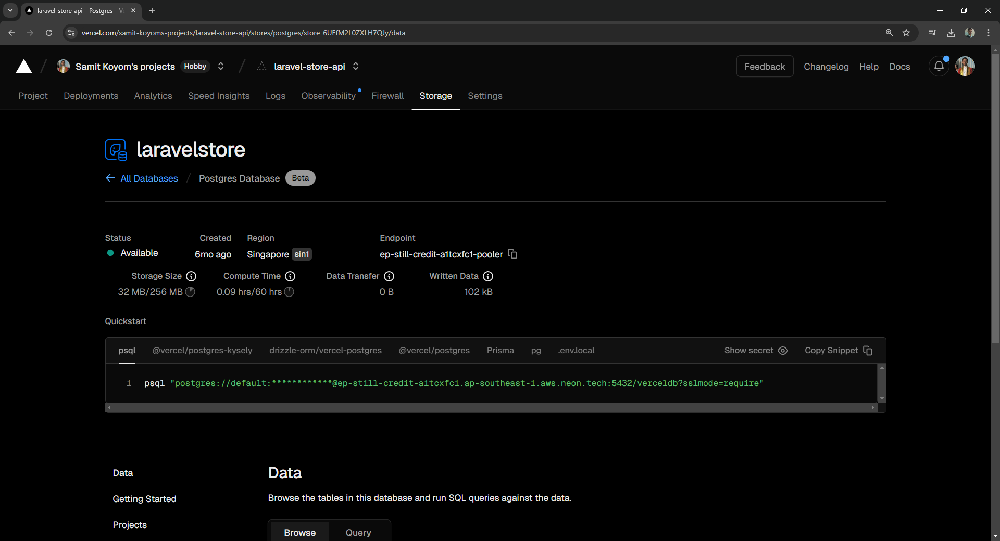 laravel-store-api – Postgres – V
vercel.com/samit-koyoms-projects/laravel-store-api/stores/postgres/store_6UEfM2L0ZXLH7QJy/data
Samit Koyom's projects Hobby laravel-store-api Feedback Changelog Help Docs
Project Deployments Analytics Speed Insights Logs Observability Firewall Storage Settings
laravelstore
All Databases / Postgres Database Beta
Status Created Region Endpoint
Available 6mo ago Singapore sin1 ep-still-credit-a1tcxfc1-pooler
Storage Size Compute Time Data Transfer Written Data
32 MB/256 MB 0.09 hrs/60 hrs 0 B 102 kB
Quickstart
psql @vercel/postgres-kysely drizzle-orm/vercel-postgres @vercel/postgres Prisma pg .env.local Show secret Copy Snippet
1 psql "postgres://default:************@ep-still-credit-a1tcxfc1.ap-southeast-1.aws.neon.tech:5432/verceldb?sslmode=require"
Data
Getting Started
Projects
Data
Browse the tables in this database and run SQL queries against the data.
Browse Query